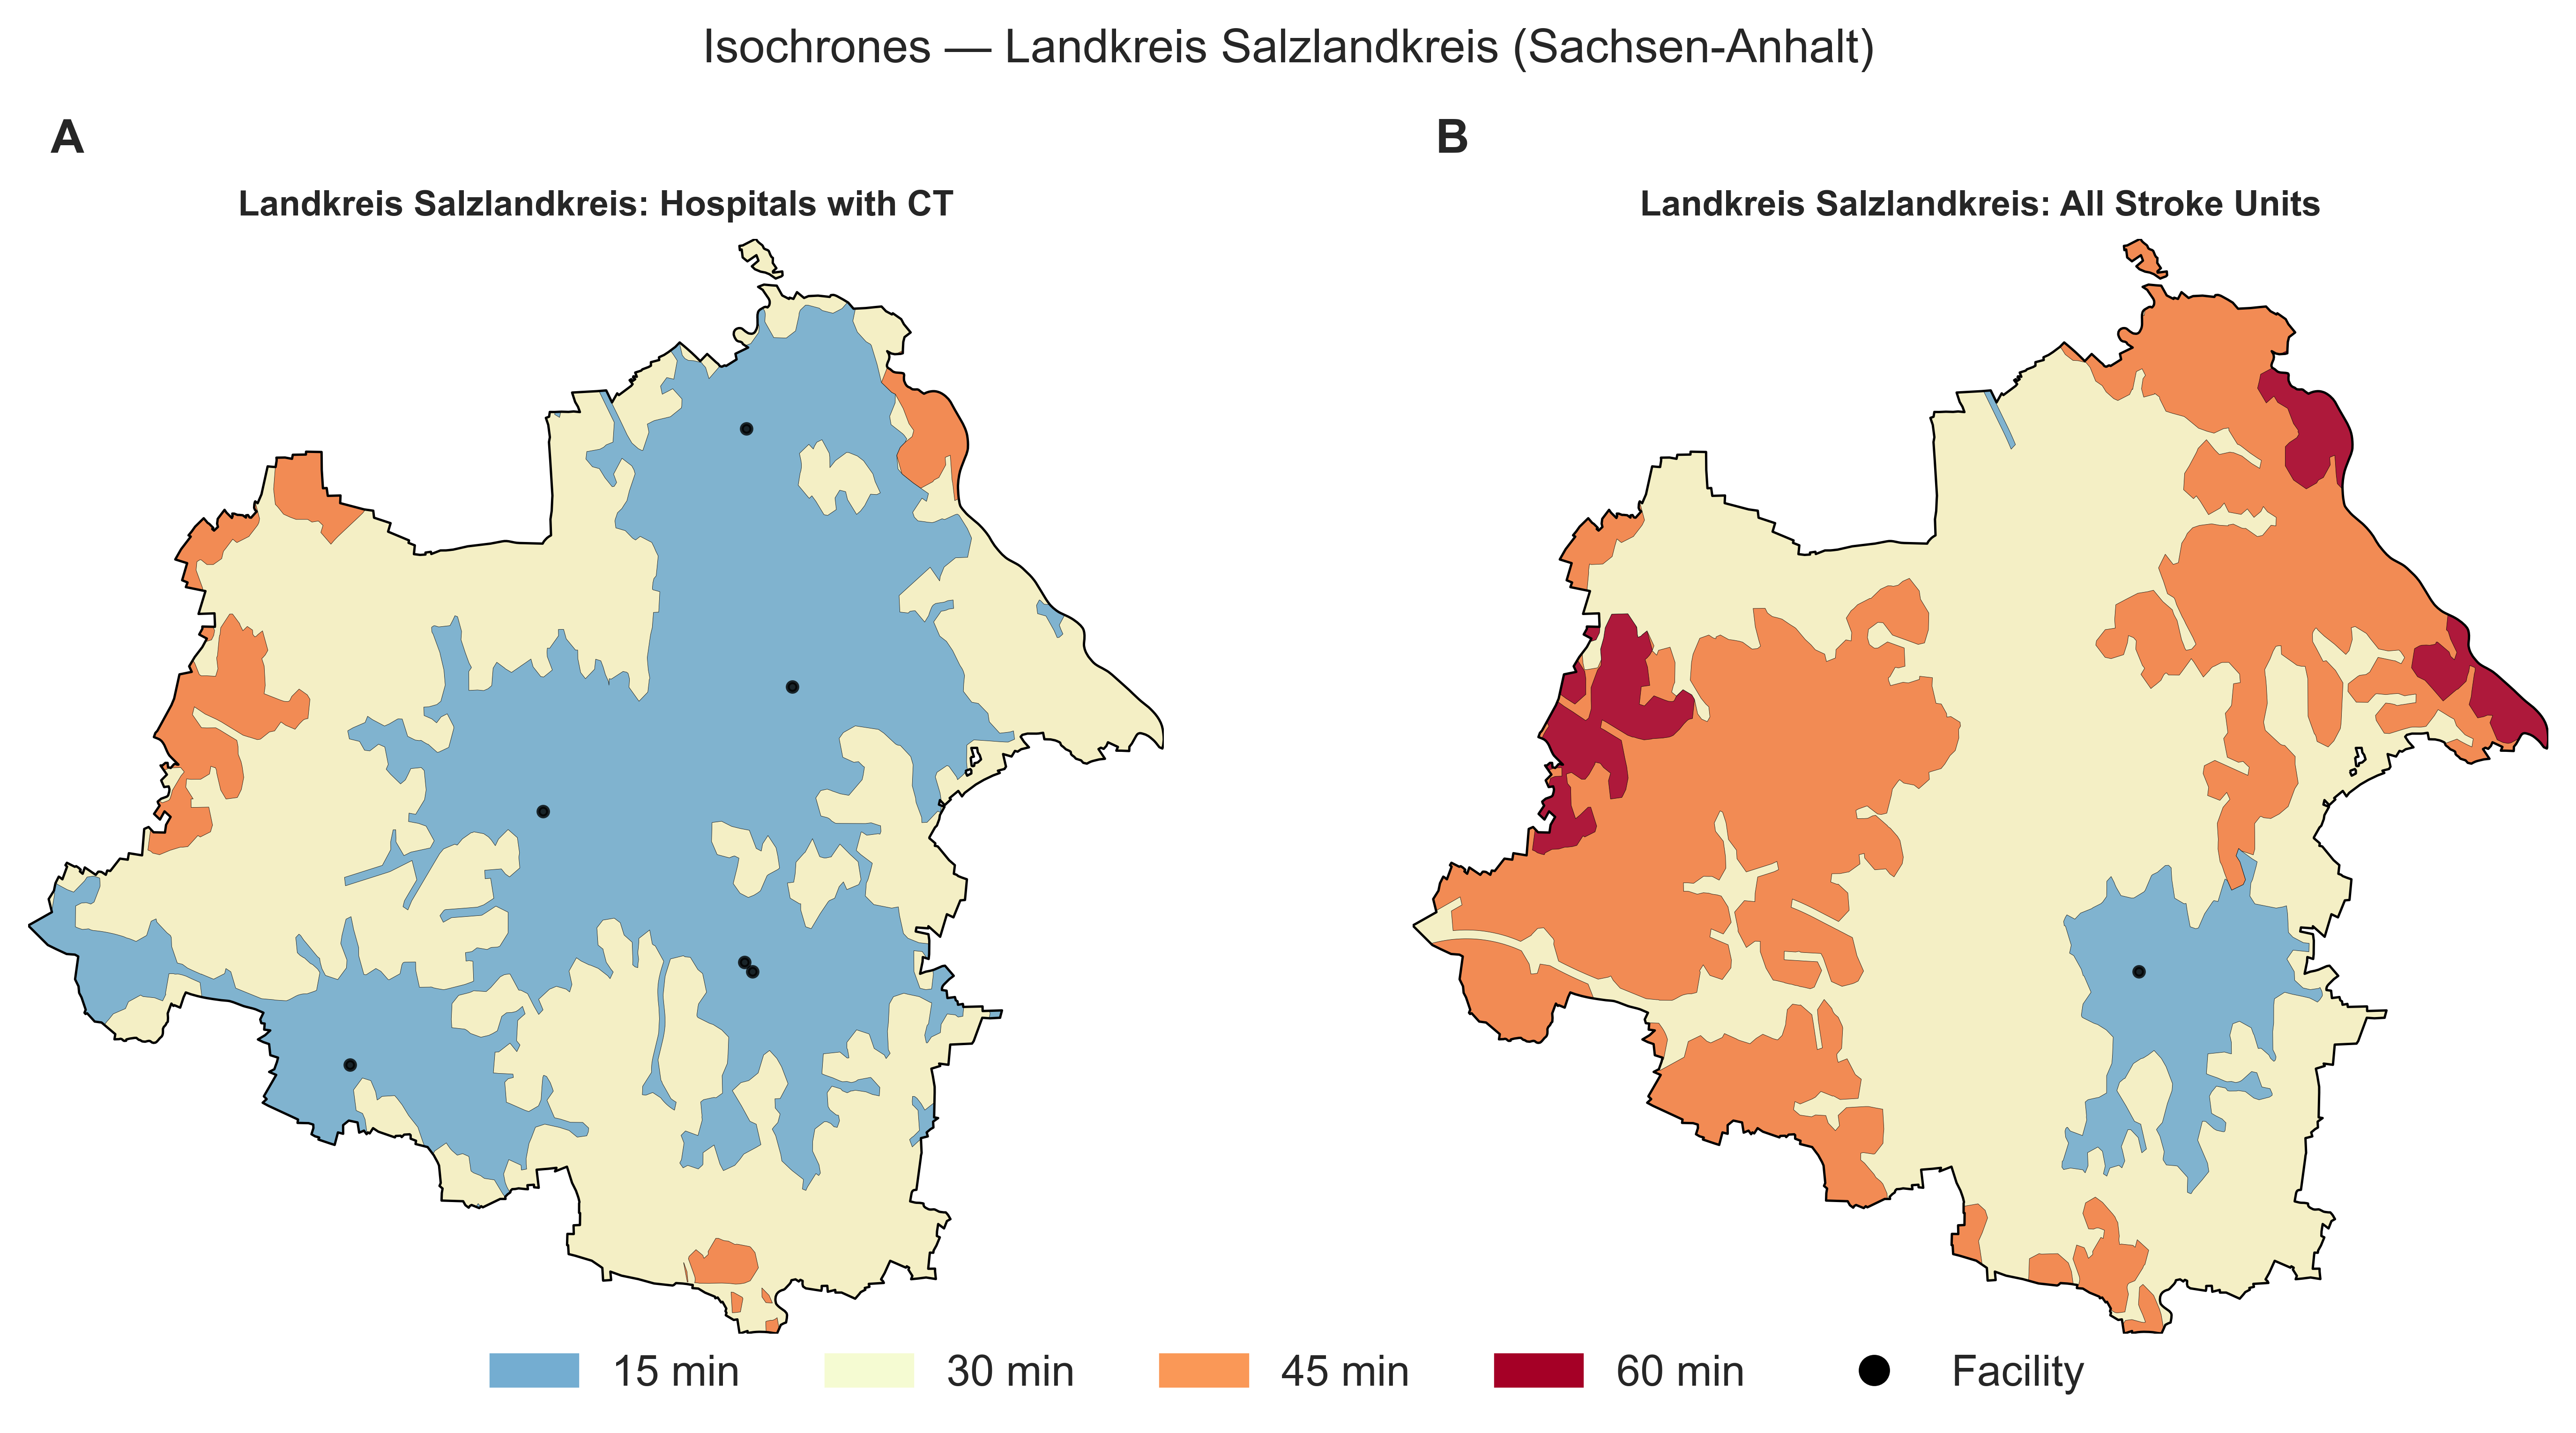 Isochrones — Landkreis Salzlandkreis (Sachsen-Anhalt)
A
B
Landkreis Salzlandkreis: Hospitals with CT
Landkreis Salzlandkreis: All Stroke Units
15 min
30 min
45 min
60 min
Facility